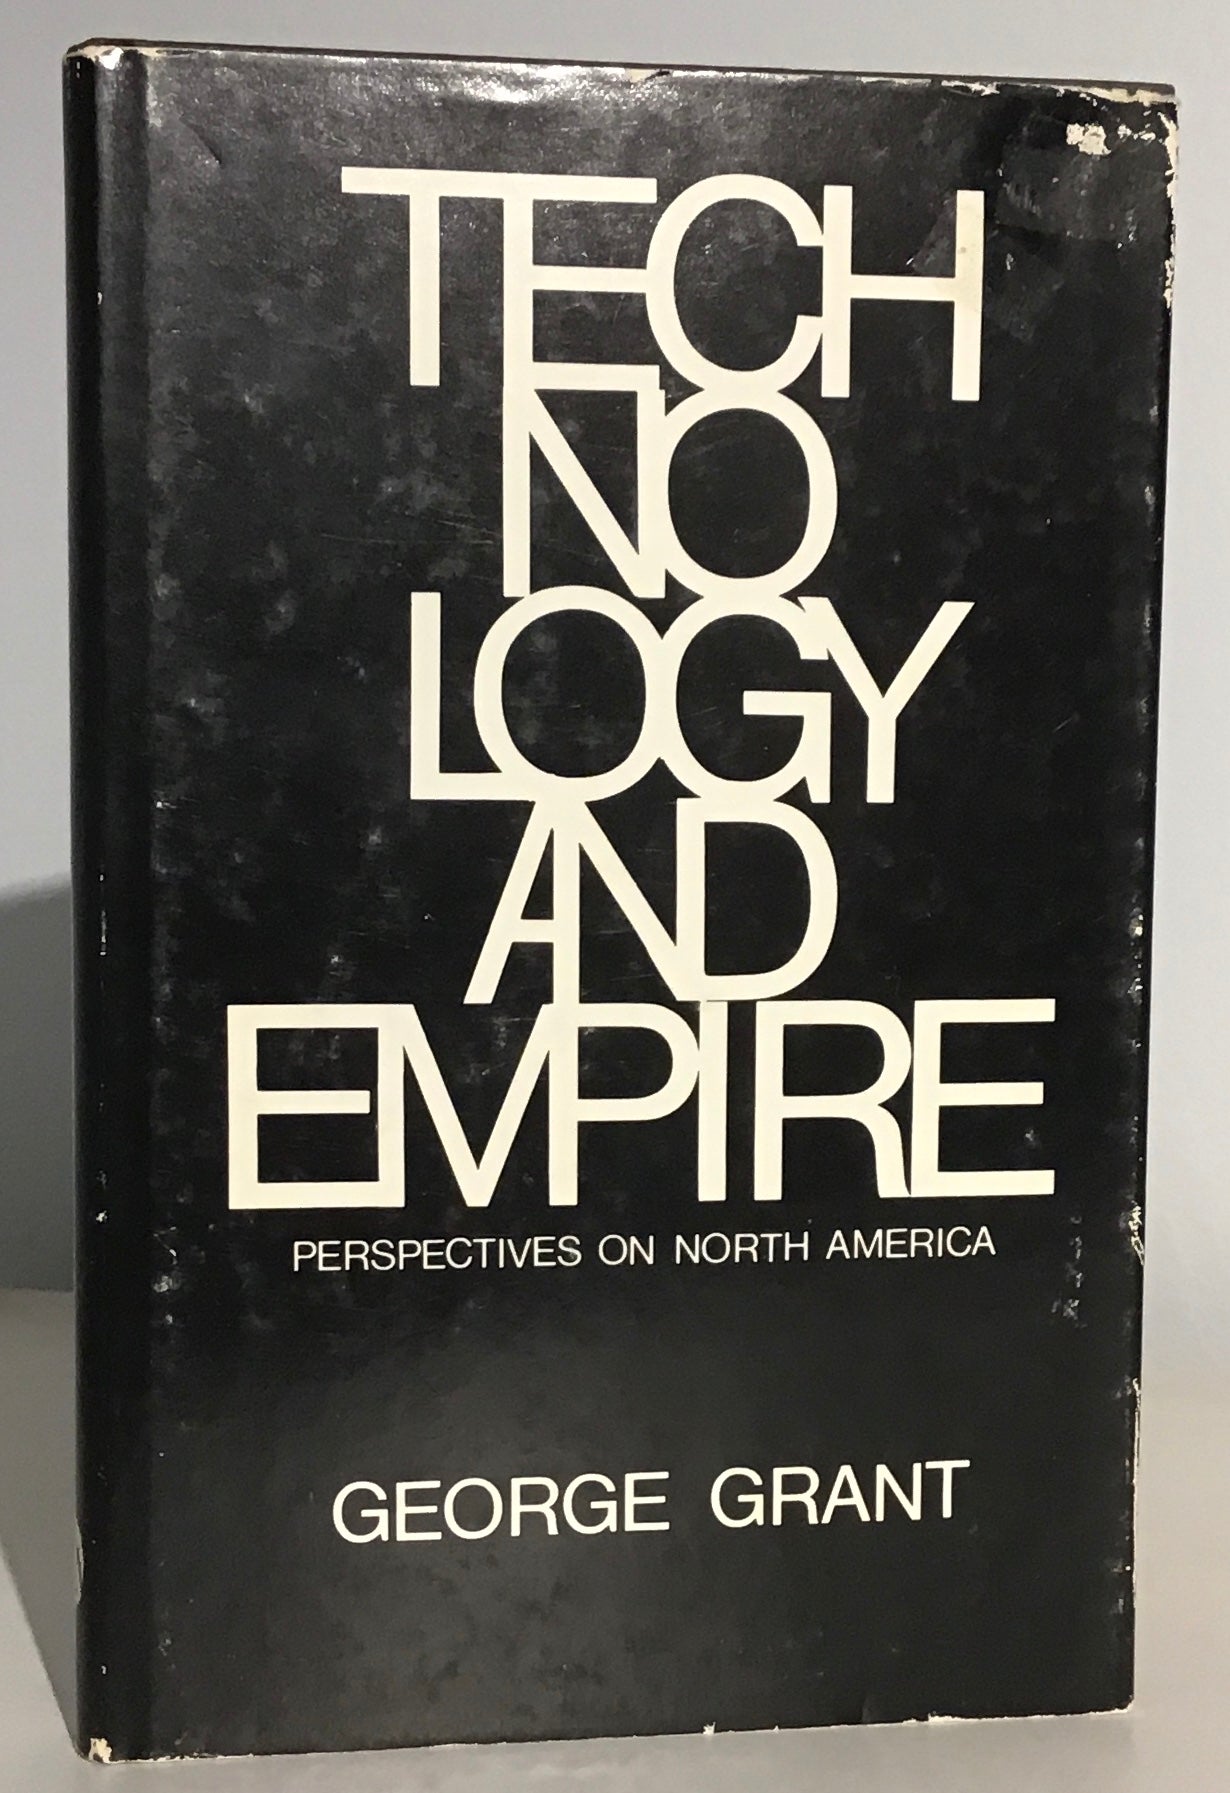 TECH
NO
LOGY
AND
EMPIRE
PERSPECTIVES ON NORTH AMERICA
GEORGE GRANT